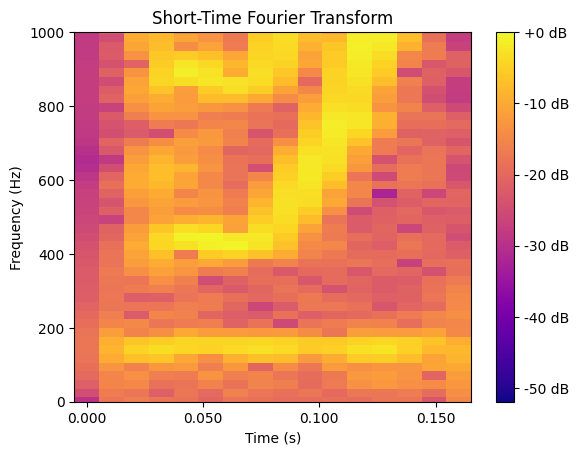 Short-Time Fourier Transform
1000
800
600
400
200
0
Frequency (Hz)
0.000
0.050
0.100
0.150
Time (s)
+0 dB
-10 dB
-20 dB
-30 dB
-40 dB
-50 dB